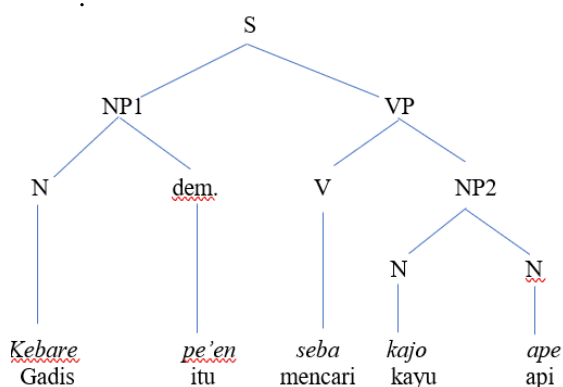 S
NP1 VP
N dem. V NP2
N N
Kebare pe’en seba kajo ape
Gadis itu mencari kayu api